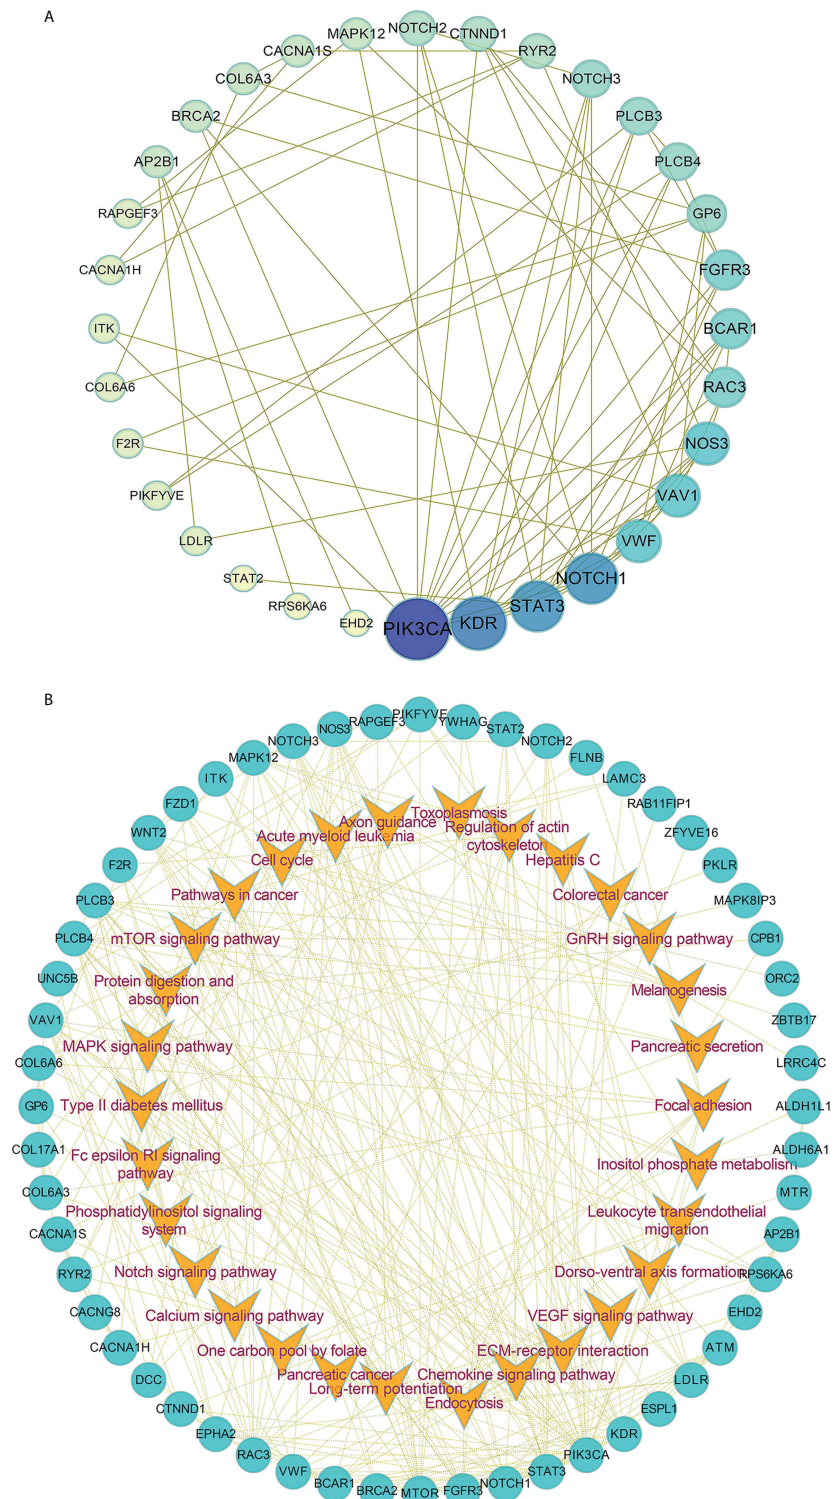 A
NOTCH2
CTNND1
MAPK12
RYR2
CACNA1S
NOTCH3
COL6A3
BRCA2
PLCB3
AP2B1
PLCB4
RAPGEF3
GP6
CACNA1H
FGFR3
ITK
BCAR1
COL6A6
RAC3
F2R
NOS3
PIKFYVE
VAV1
LDLR
VWF
STAT2
NOTCH1
RPS6KA6
STAT3
EHD2
PIK3CA
KDR
B
PIKFYVE
RAPGEF3
YWHAG
NOS3
STAT2
NOTCH3
NOTCH2
MAPK12
FLNB
ITK
LAMC3
FZD1
RAB11FIP1
WNT2
ZFYVE16
F2R
PKLR
PLCB3
MAPK8IP3
PLCB4
CPB1
UNC5B
ORC2
VAV1
ZBTB17
COL6A6
LRRC4C
GP6
ALDH1L1
COL17A1
ALDH6A1
COL6A3
MTR
CACNA1S
AP2B1
RYR2
RPS6KA6
CACNG8
EHD2
CACNA1H
ATM
DCC
LDLR
CTNND1
ESPL1
EPHA2
KDR
RAC3
PIK3CA
VWF
STAT3
BCAR1
NOTCH1
BRCA2
MTOR
FGFR3
Toxoplasmosis
Axon guidance
Regulation of actin
cytoskeleton
Acute myeloid leukemia
Cell cycle
Hepatitis C
Pathways in cancer
Colorectal cancer
mTOR signaling pathway
GnRH signaling pathway
Protein digestion and
absorption
Melanogenesis
MAPK signaling pathway
Pancreatic secretion
Type II diabetes mellitus
Focal adhesion
Fc epsilon RI signaling
pathway
Inositol phosphate metabolism
Phosphatidylinositol signaling
system
Leukocyte transendothelial
migration
Notch signaling pathway
Dorso-ventral axis formation
Calcium signaling pathway
VEGF signaling pathway
One carbon pool by folate
ECM-receptor interaction
Pancreatic cancer
Chemokine signaling pathway
Long-term potentiation
Endocytosis